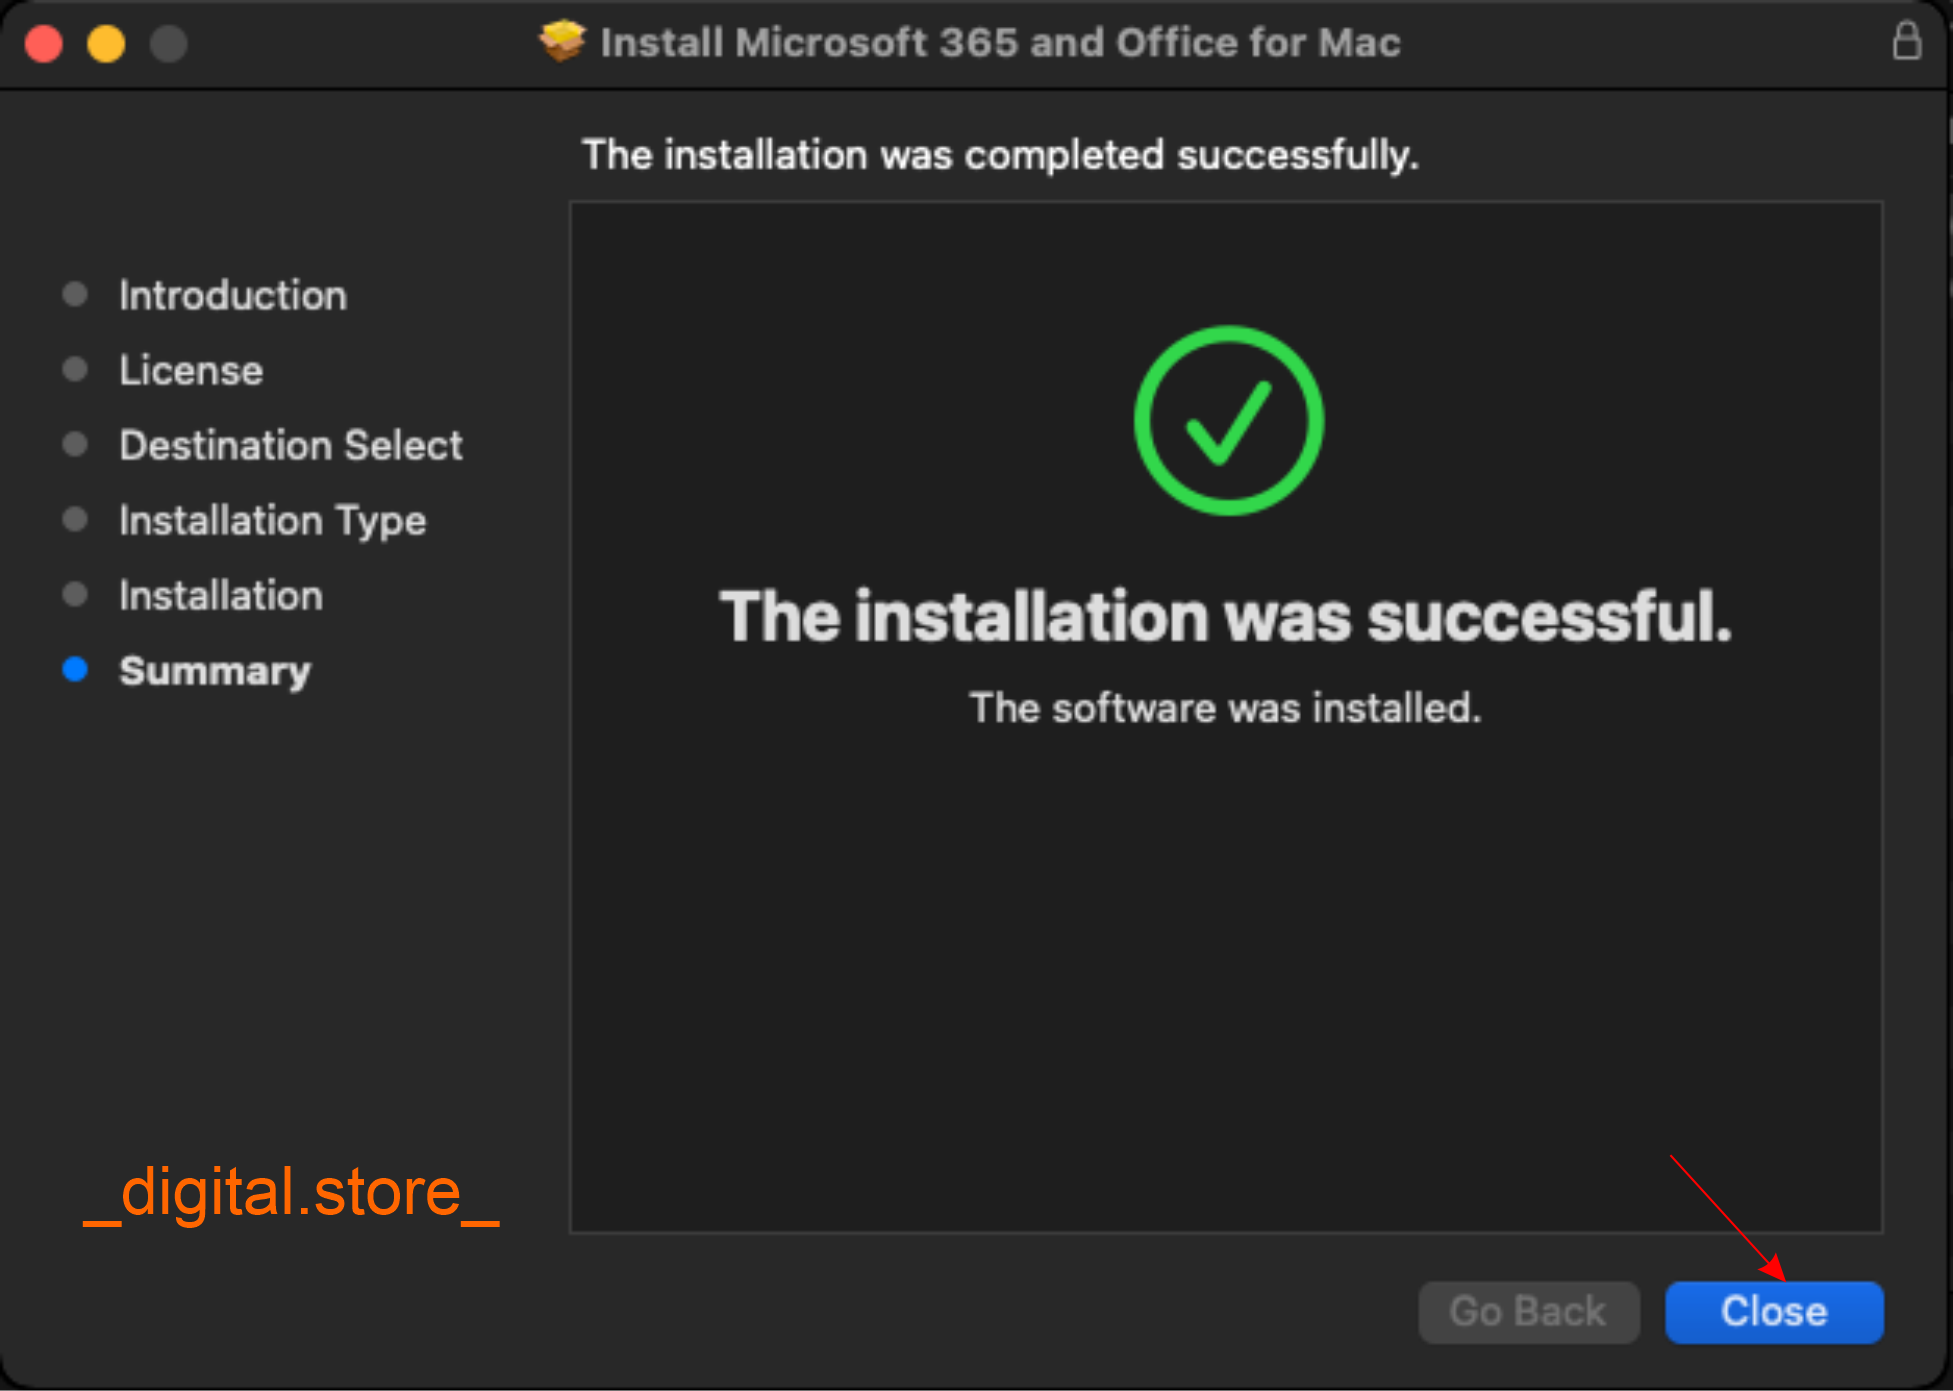 Install Microsoft 365 and Office for Mac
The installation was completed successfully.
Introduction
License
Destination Select
Installation Type
Installation
Summary
The installation was successful.
The software was installed.
_digital.store_
Go Back
Close